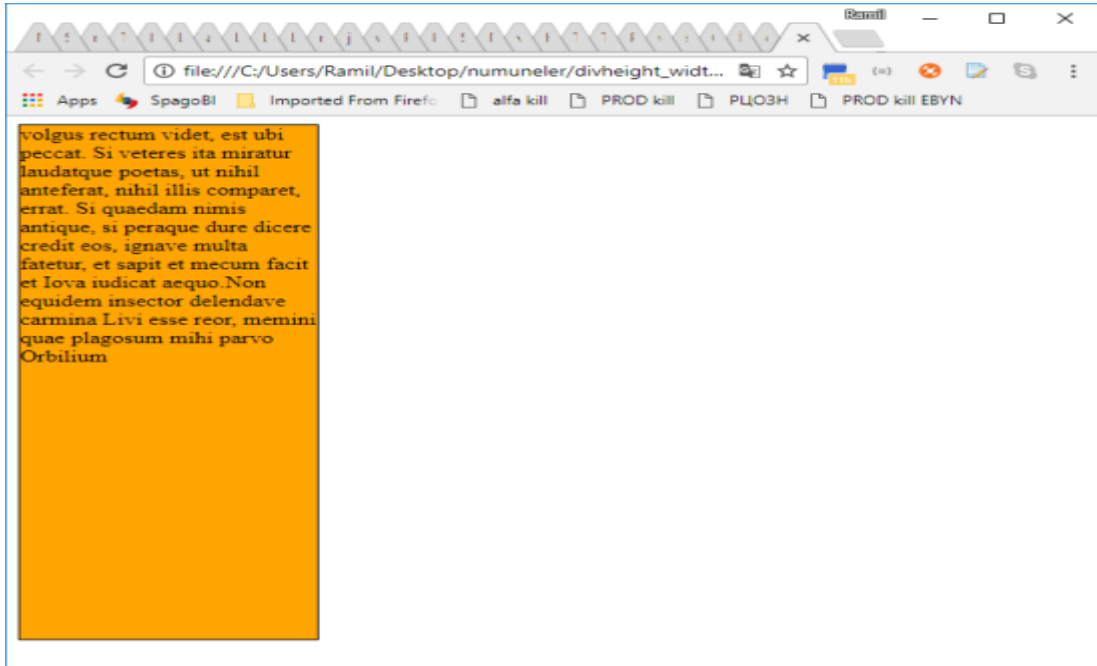 Ramil
file:///C:/Users/Ramil/Desktop/numuneler/divheight_widt...
Apps SpagoBI Imported From Firefo alfa kill PROD kill РЦОЗН PROD kill EBYN
volgus rectum videt, est ubi
peccat. Si veteres ita miratur
laudatque poetas, ut nihil
anteferat, nihil illis comparet,
errat. Si quaedam nimis
antique, si peraque dure dicere
credit eos, ignave multa
fatetur, et sapit et mecum facit
et Iova iudicat aequo.Non
equidem insector delendave
carmina Livi esse reor, memini
quae plagosum mihi parvo
Orbilium